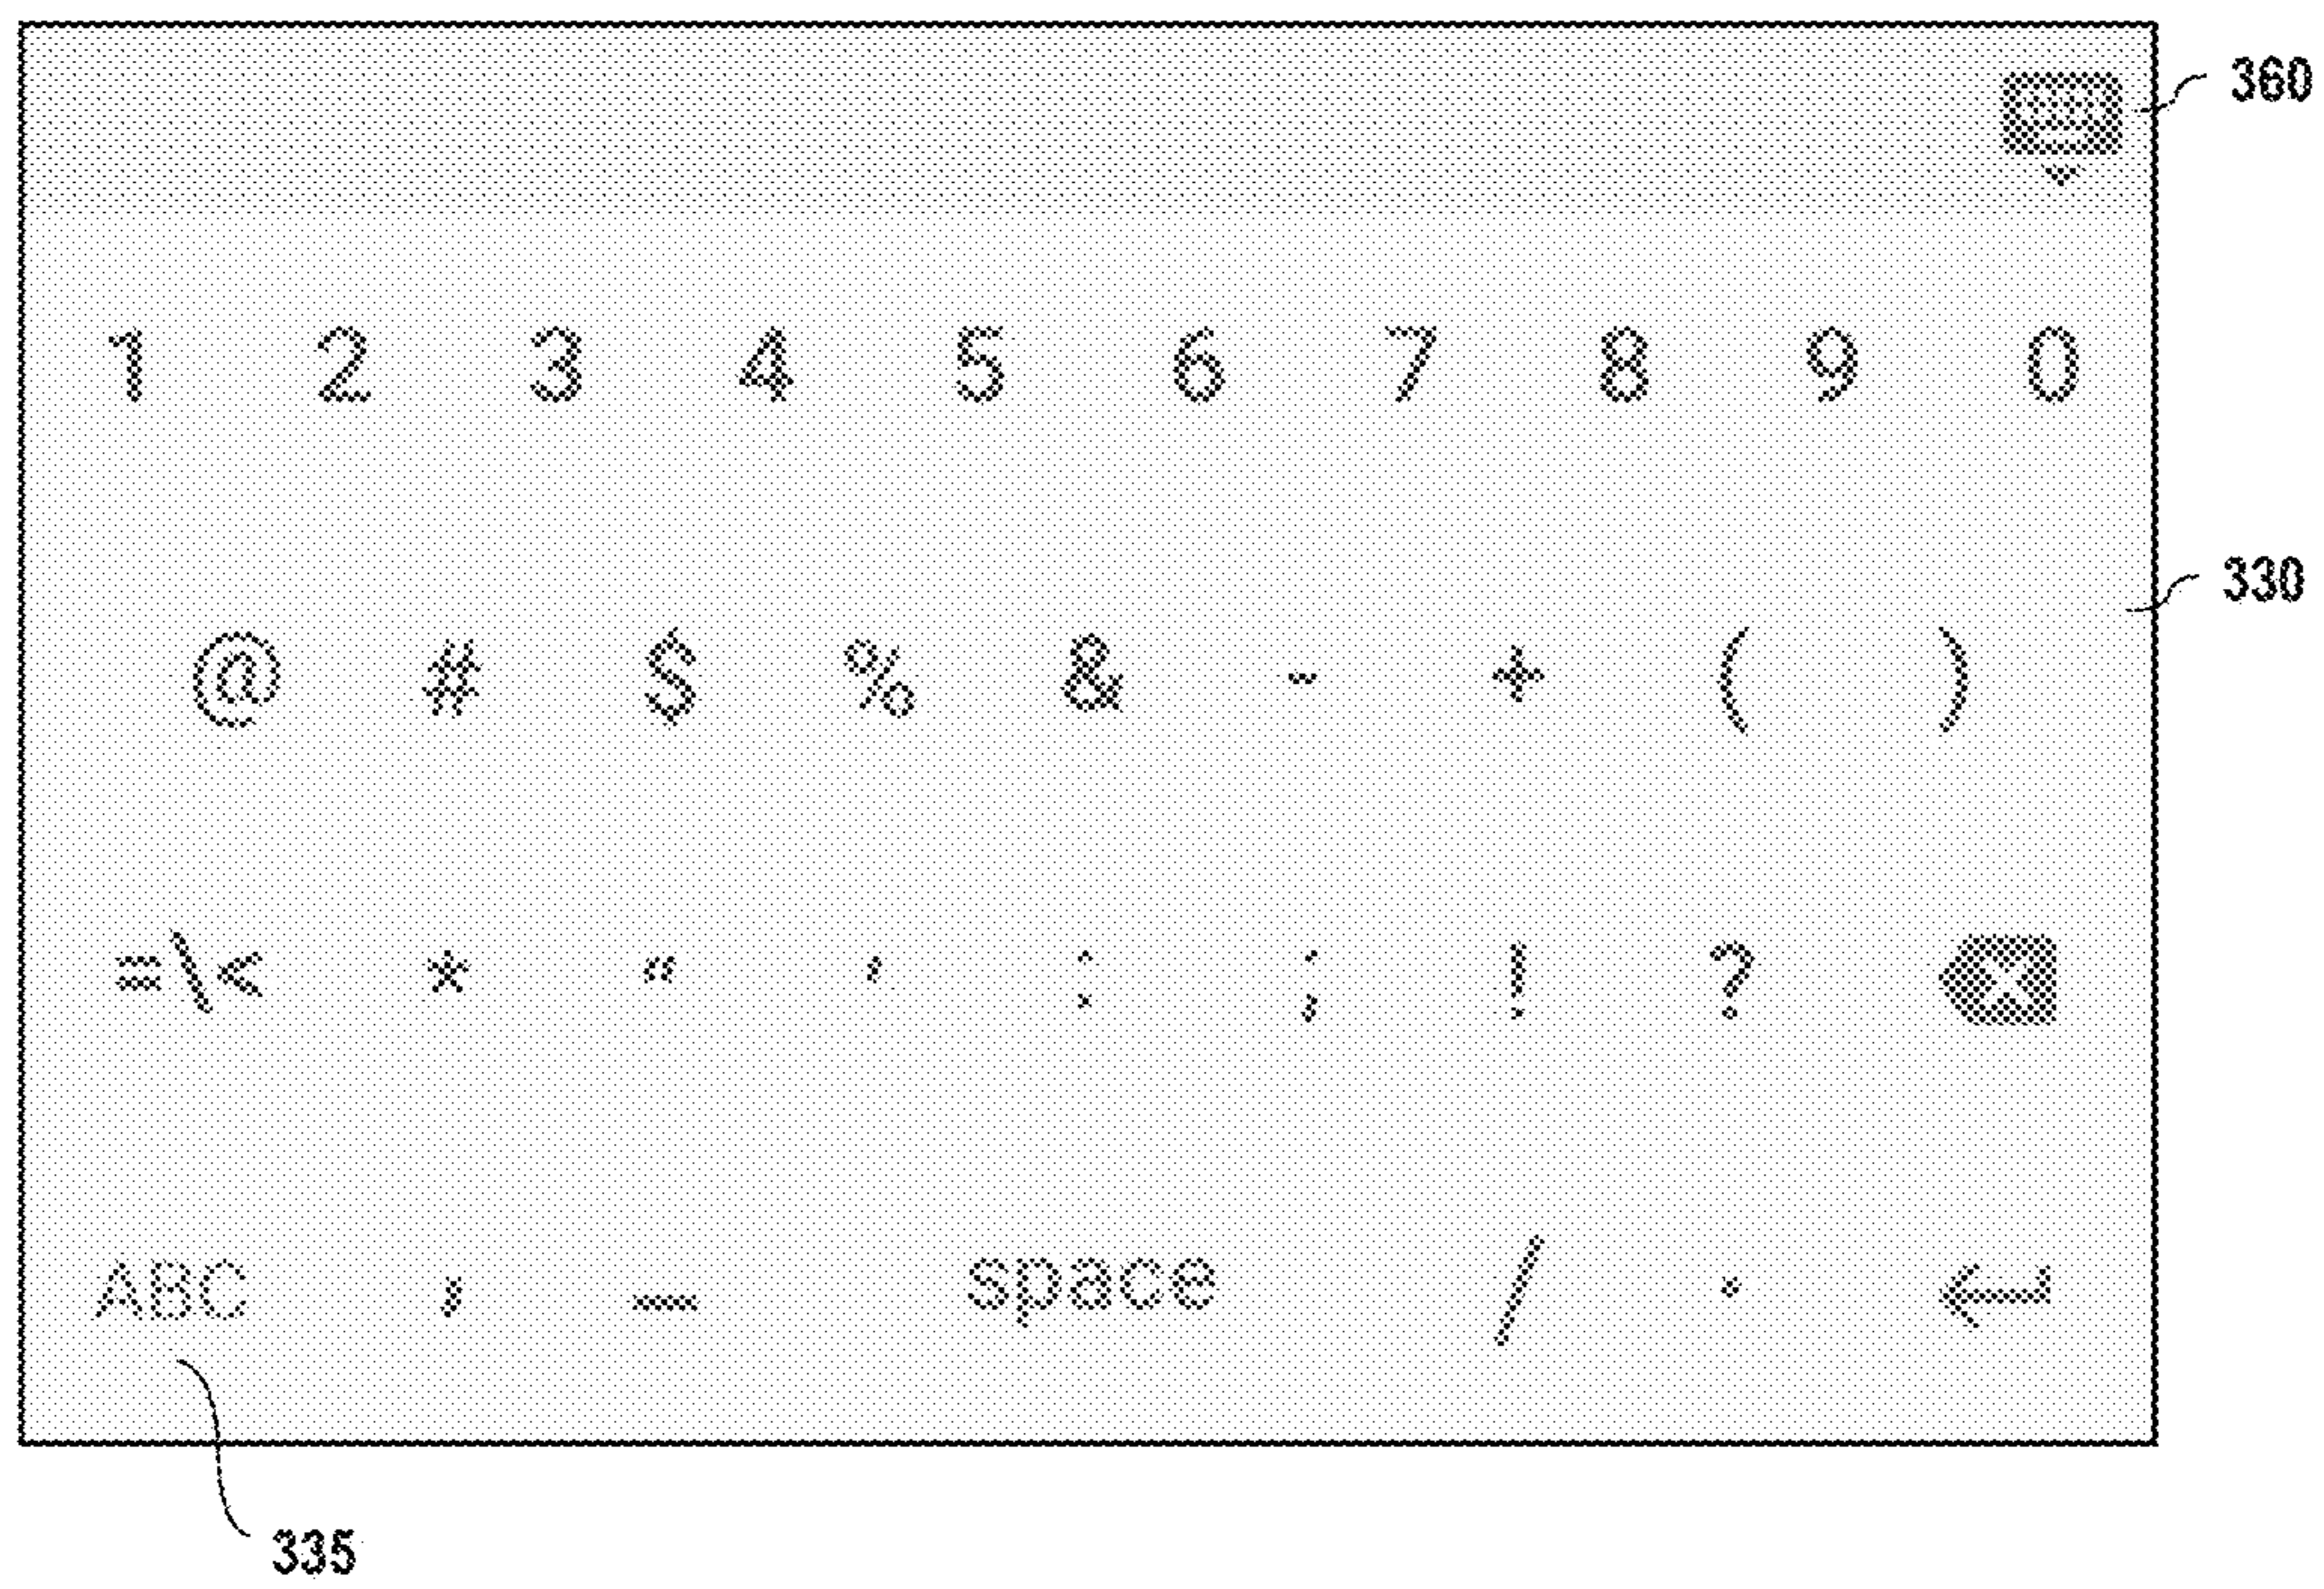 360
1 2 3 4 5 6 7 8 9 0
330
@ # $ % & - + ( )
=\< * “ ' : ; ! ?
ABC , _ space / .
335